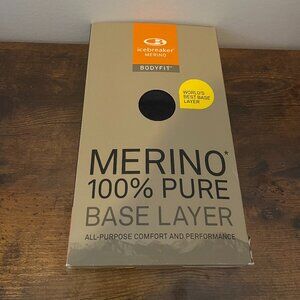 icebreaker
MERINO
BODYFIT
WORLD'S
BEST BASE
LAYER
MERINO*
100% PURE
BASE LAYER
ALL-PURPOSE COMFORT AND PERFORMANCE